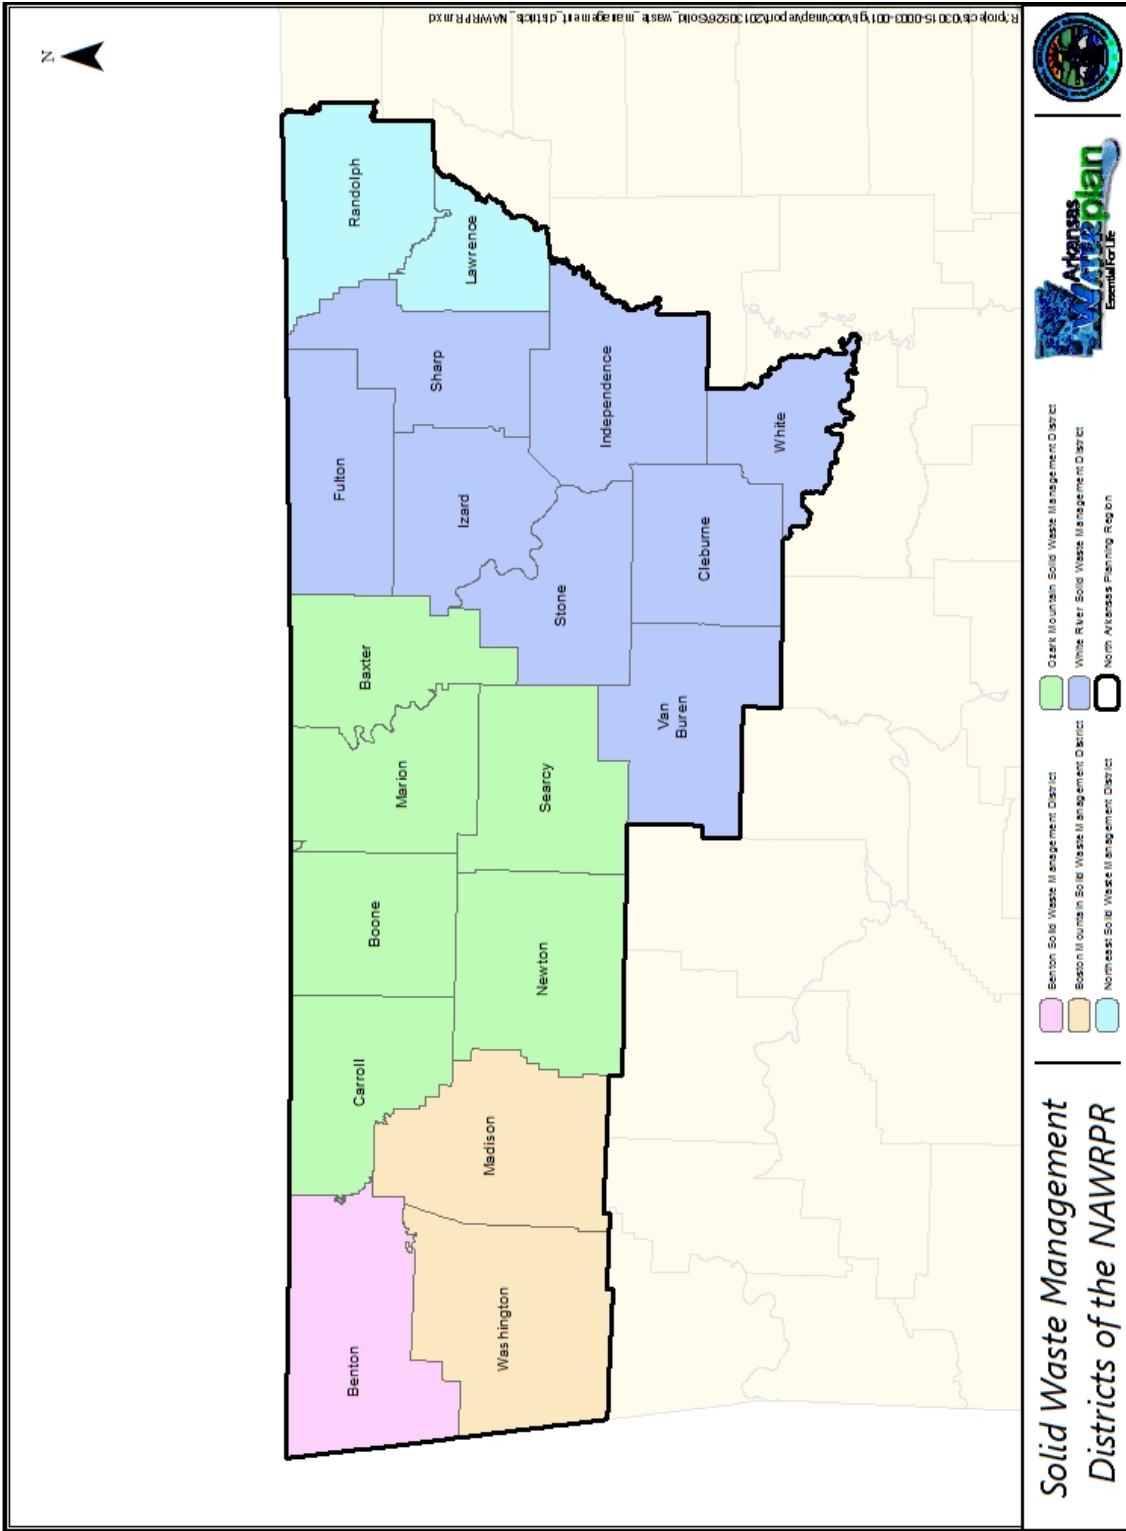 N
Benton
Carroll
Boone
Marion
Baxter
Fulton
Randolph
Washington
Madison
Newton
Searcy
Izard
Sharp
Lawrence
Stone
Independence
Van
Buren
Cleburne
White
Solid Waste Management
Districts of the NAWRPR
Benton Solid Waste Management District
Boston Mountain Solid Waste Management District
Northeast Solid Waste Management District
Ozark Mountain Solid Waste Management District
White River Solid Waste Management District
North Arkansas Planning Region
Arkansas
Waterplan
Essential For Life